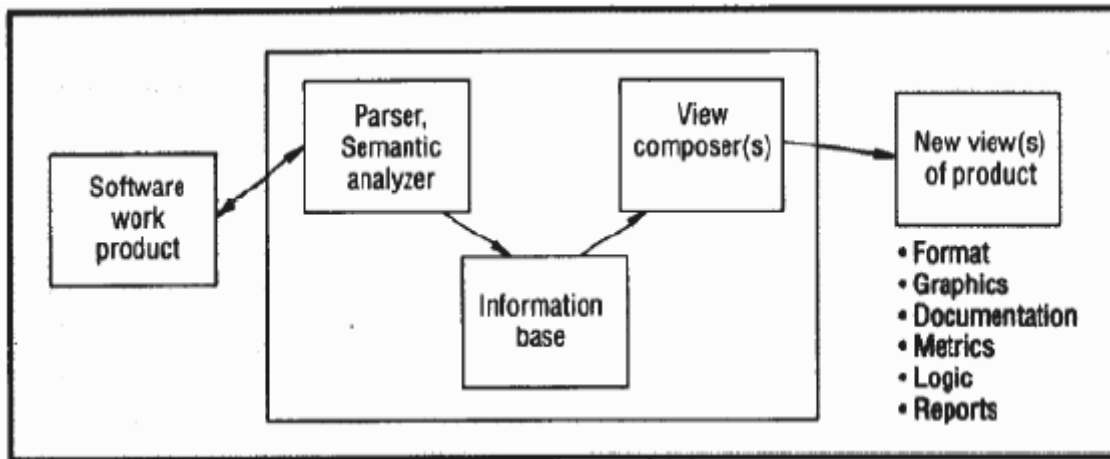 Software
work
product
Parser,
Semantic
analyzer
Information
base
View
composer(s)
New view(s)
of product
• Format
• Graphics
• Documentation
• Metrics
• Logic
• Reports